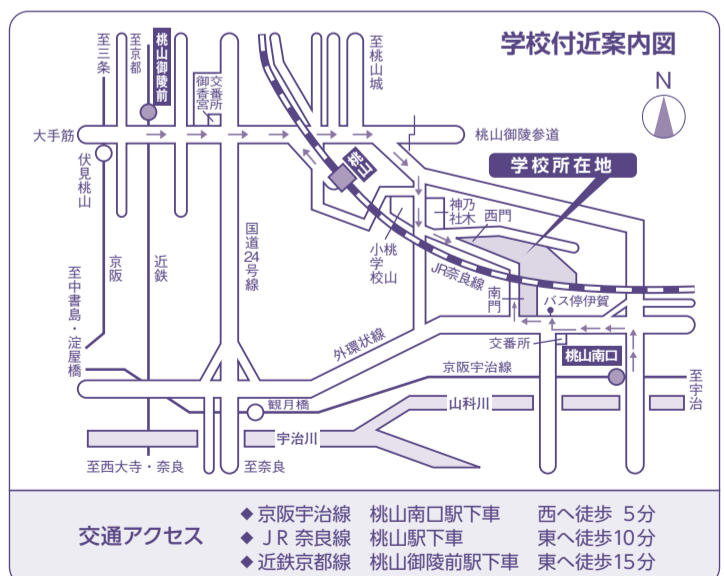 学校付近案内図
N
至三条
至京都
桃山御陵前
御香宮
交番所
至桃山城
大手筋
桃山御陵参道
伏見桃山
桃山
学校所在地
乃木神社
西門
桃山小学校
国道24号線
京阪
近鉄
JR奈良線
南門
バス停伊賀
至中書島・淀屋橋
外環状線
交番所
桃山南口
京阪宇治線
至宇治
観月橋
山科川
宇治川
至西大寺・奈良
至奈良
交通アクセス
◆ 京阪宇治線 桃山南口駅下車 西へ徒歩 5分
◆ JR奈良線 桃山駅下車 東へ徒歩10分
◆ 近鉄京都線 桃山御陵前駅下車 東へ徒歩15分